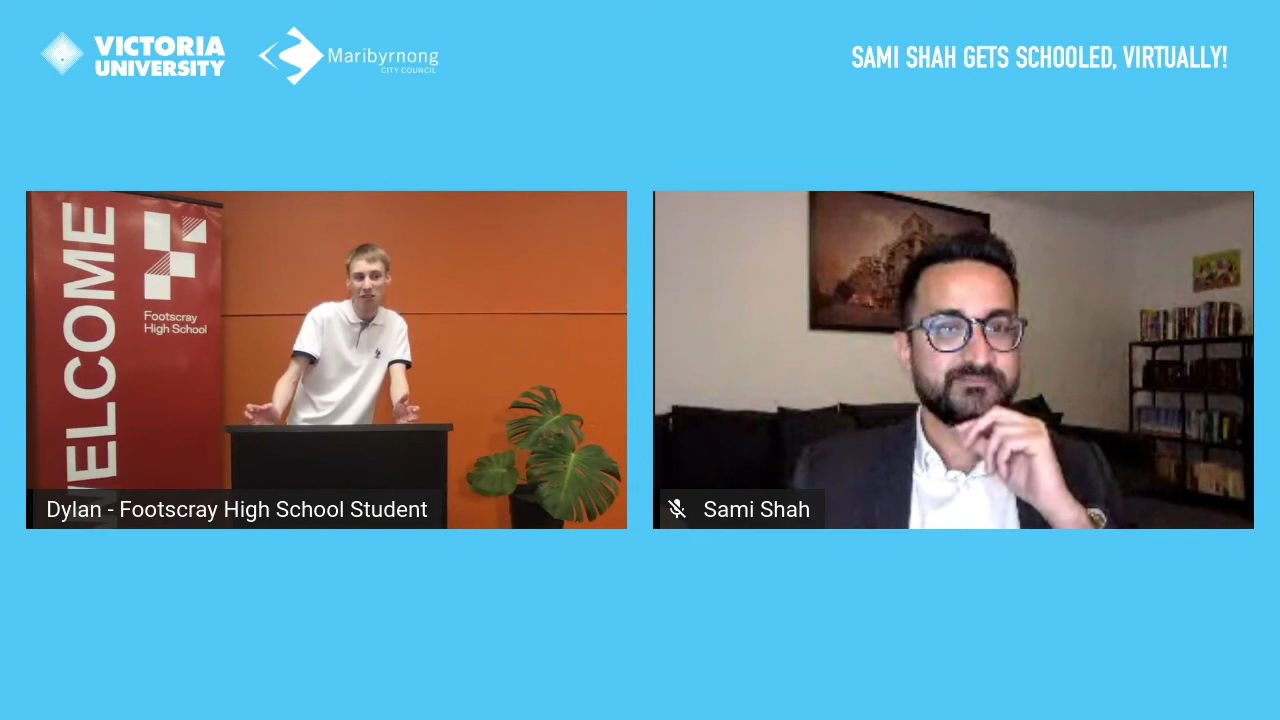 VICTORIA
UNIVERSITY
Maribyrnong
CITY COUNCIL
SAMI SHAH GETS SCHOOLED, VIRTUALLY!
WELCOME
Footscray
High School
Dylan - Footscray High School Student
Sami Shah